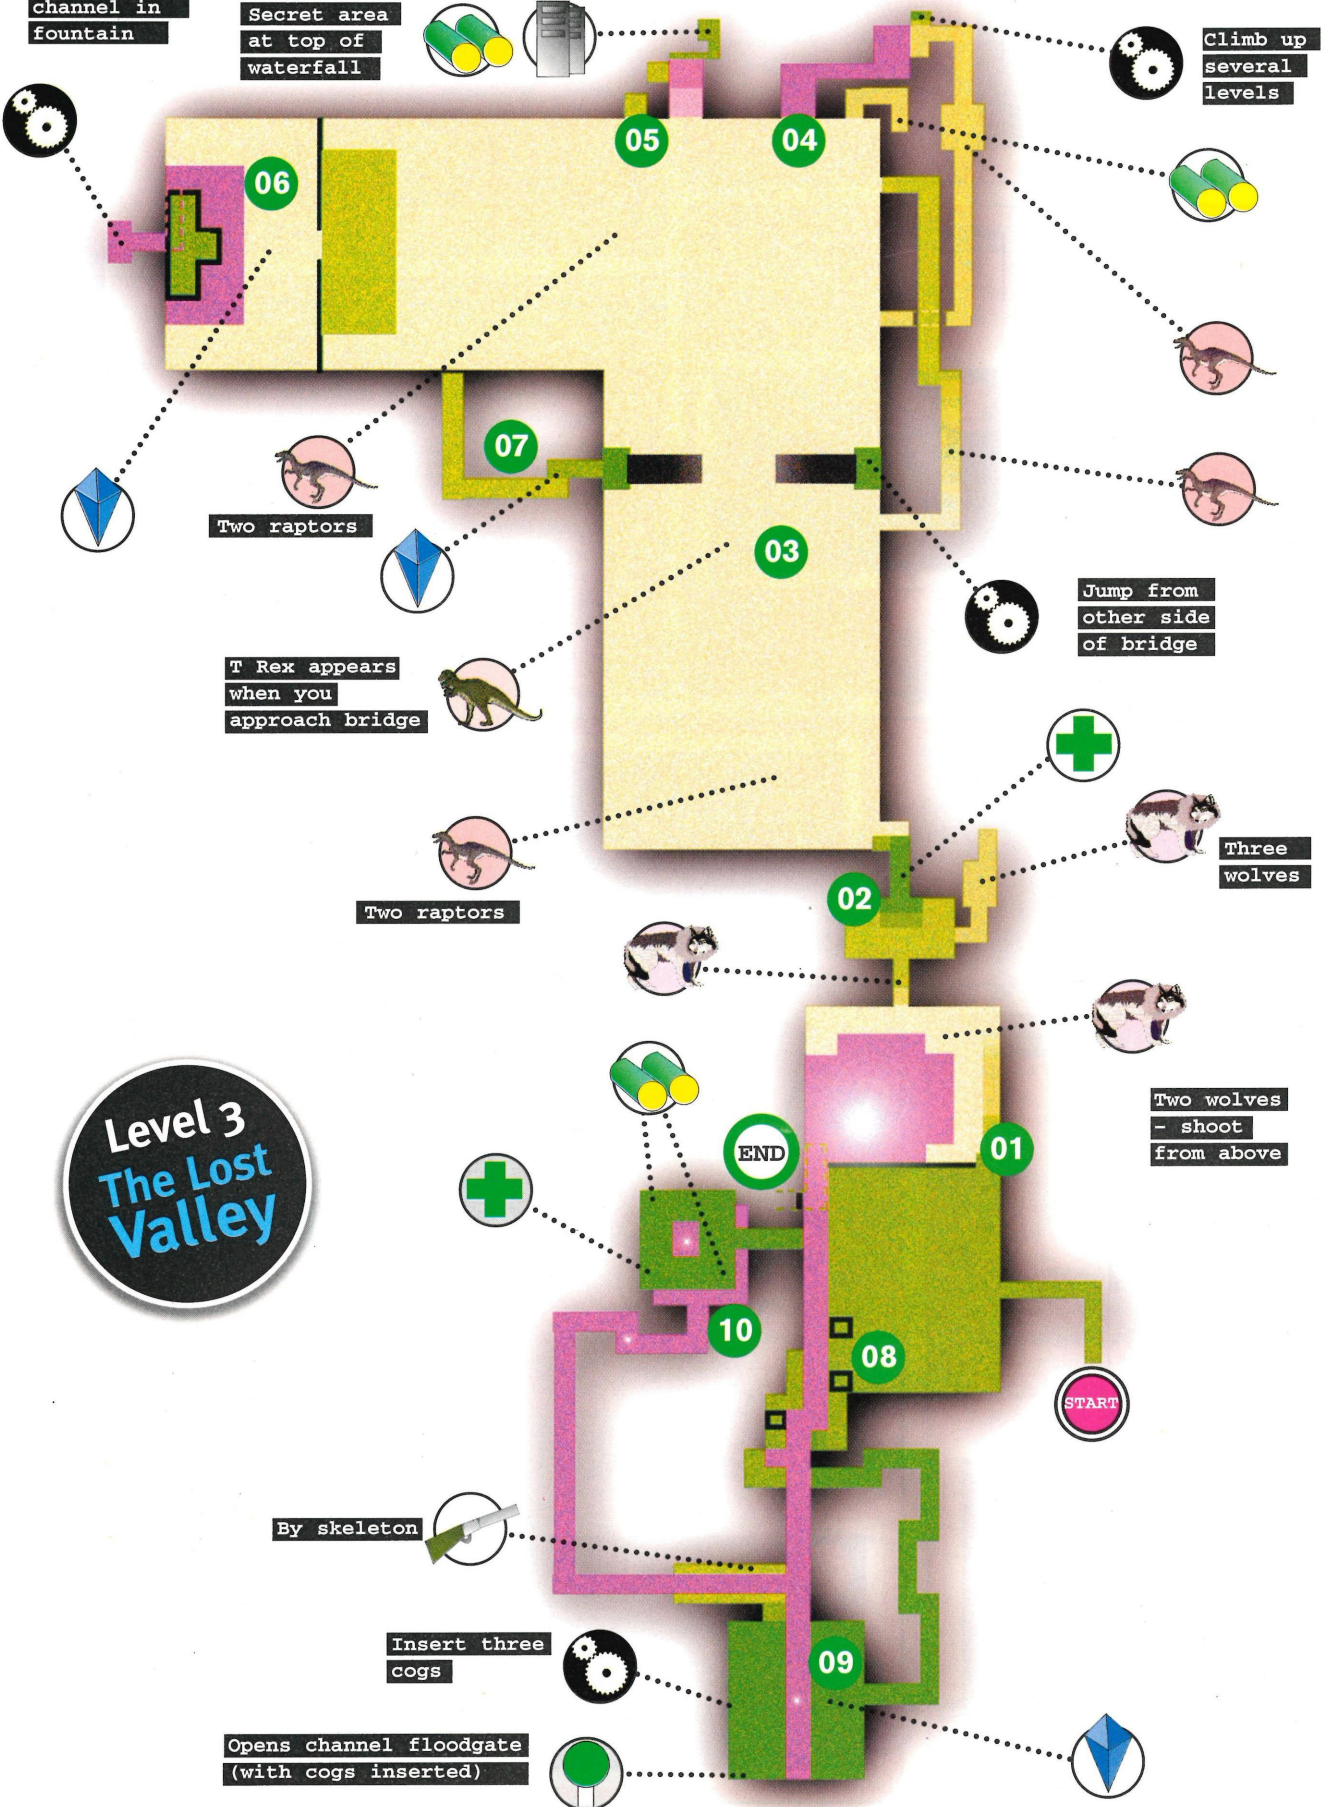 channel in
fountain
Secret area
at top of
waterfall
Climb up
several
levels
05
04
06
07
Two raptors
03
Jump from
other side
of bridge
T Rex appears
when you
approach bridge
Two raptors
02
Three
wolves
Two wolves
- shoot
from above
Level 3
The Lost
Valley
END
01
10
08
START
By skeleton
Insert three
cogs
09
Opens channel floodgate
(with cogs inserted)